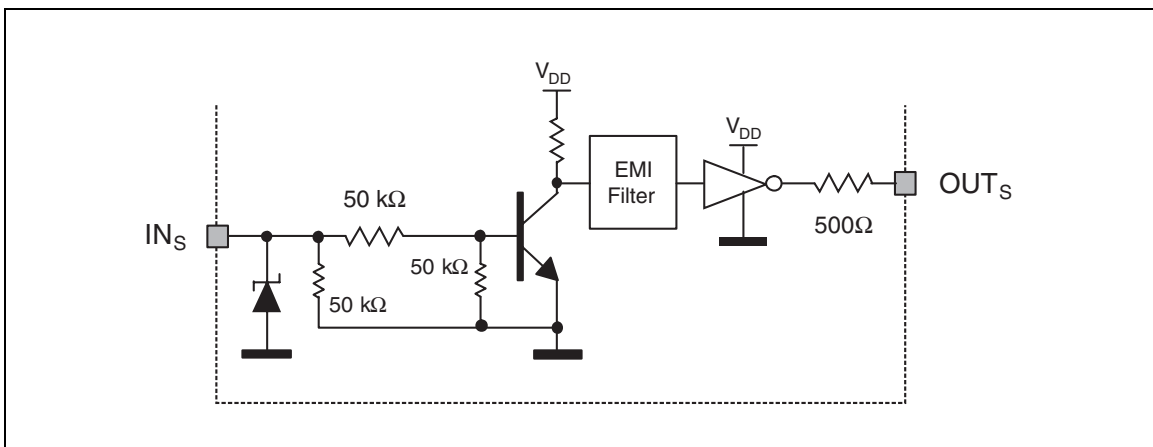 V_DD
V_DD
EMI
Filter
OUT_S
50 kΩ
500Ω
IN_S
50 kΩ
50 kΩ